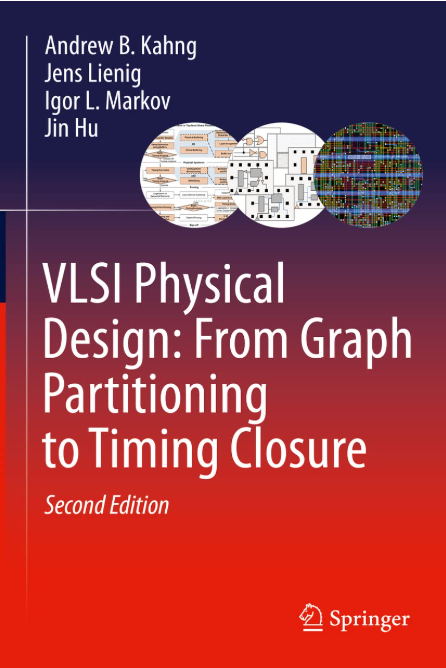 Andrew B. Kahng
Jens Lienig
Igor L. Markov
Jin Hu
VLSI Physical
Design: From Graph
Partitioning
to Timing Closure
Second Edition
Springer